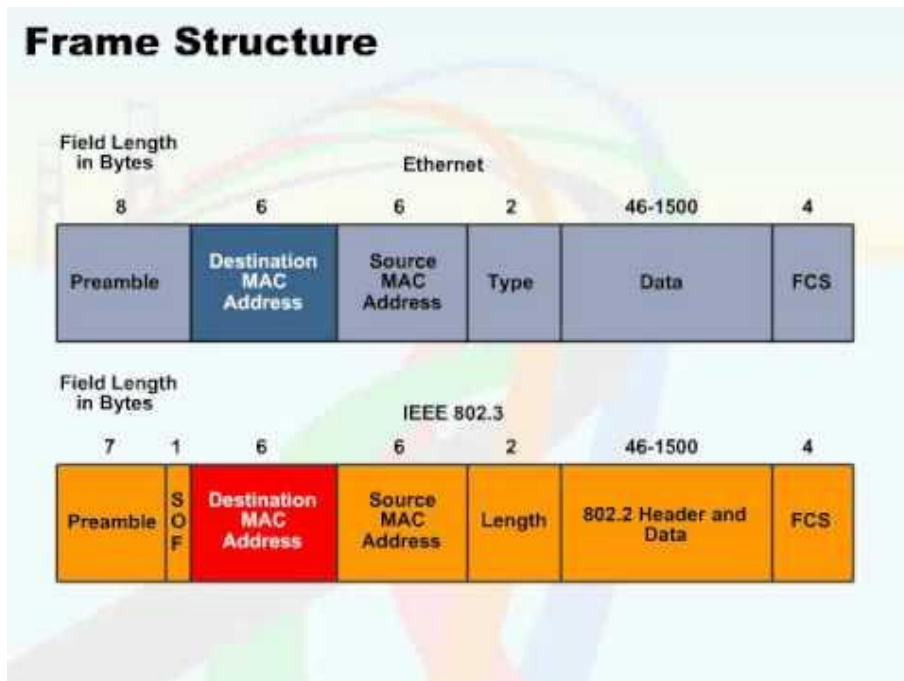 Frame Structure
Field Length
in Bytes
Ethernet
8 6 6 2 46-1500 4
Preamble
Destination
MAC
Address
Source
MAC
Address
Type
Data
FCS
Field Length
in Bytes
IEEE 802.3
7 1 6 6 2 46-1500 4
Preamble
S
O
F
Destination
MAC
Address
Source
MAC
Address
Length
802.2 Header and
Data
FCS